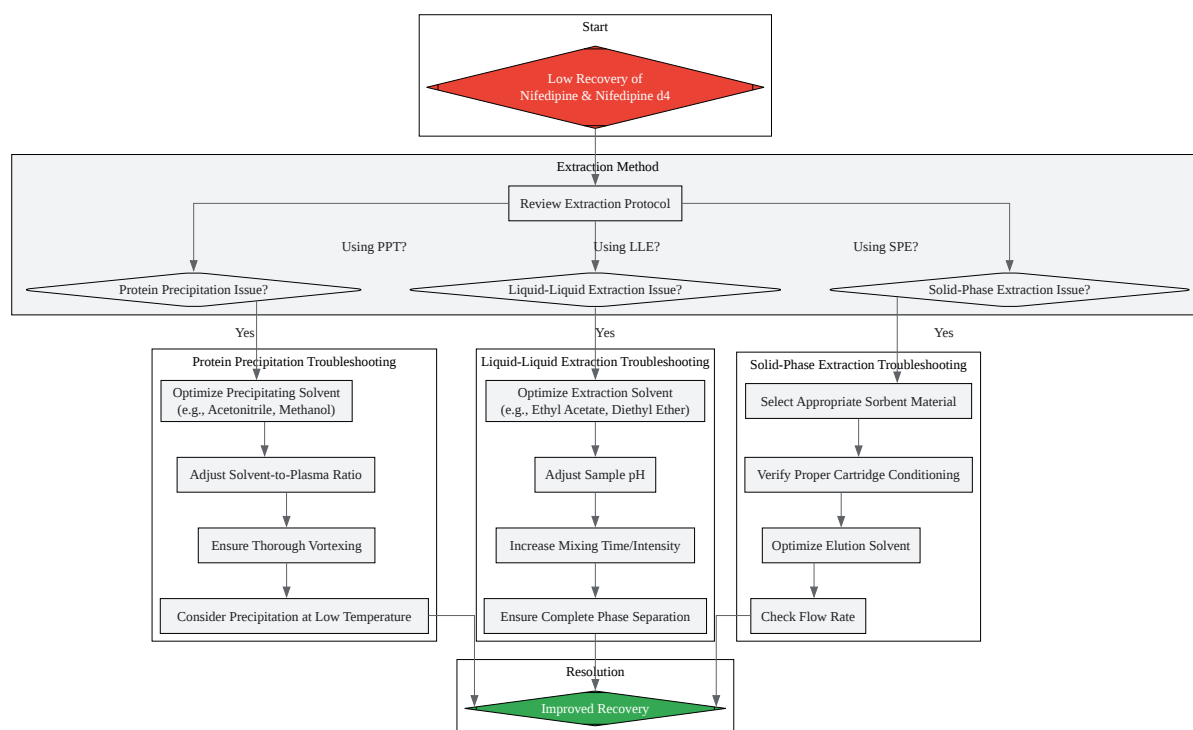 Start
Low Recovery of
Nifedipine & Nifedipine d4
Extraction Method
Review Extraction Protocol
Using PPT?
Using LLE?
Using SPE?
Protein Precipitation Issue?
Liquid-Liquid Extraction Issue?
Solid-Phase Extraction Issue?
Yes
Yes
Yes
Protein Precipitation Troubleshooting
Optimize Precipitating Solvent
(e.g., Acetonitrile, Methanol)
Adjust Solvent-to-Plasma Ratio
Ensure Thorough Vortexing
Consider Precipitation at Low Temperature
Liquid-Liquid Extraction Troubleshooting
Optimize Extraction Solvent
(e.g., Ethyl Acetate, Diethyl Ether)
Adjust Sample pH
Increase Mixing Time/Intensity
Ensure Complete Phase Separation
Solid-Phase Extraction Troubleshooting
Select Appropriate Sorbent Material
Verify Proper Cartridge Conditioning
Optimize Elution Solvent
Check Flow Rate
Resolution
Improved Recovery